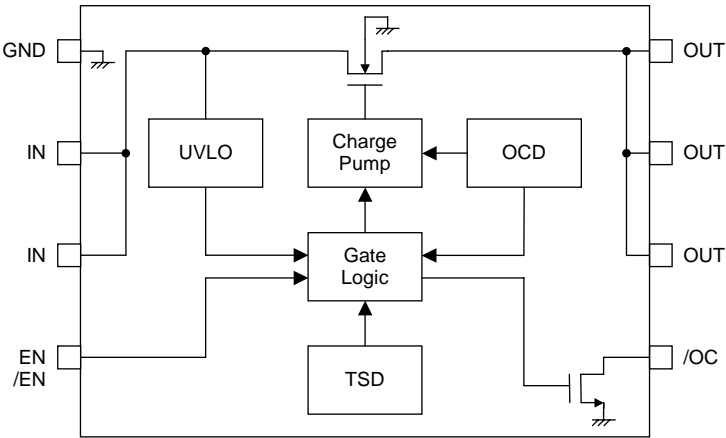 GND
OUT
IN
UVLO
Charge
Pump
OCD
OUT
IN
Gate
Logic
OUT
EN
/EN
TSD
/OC